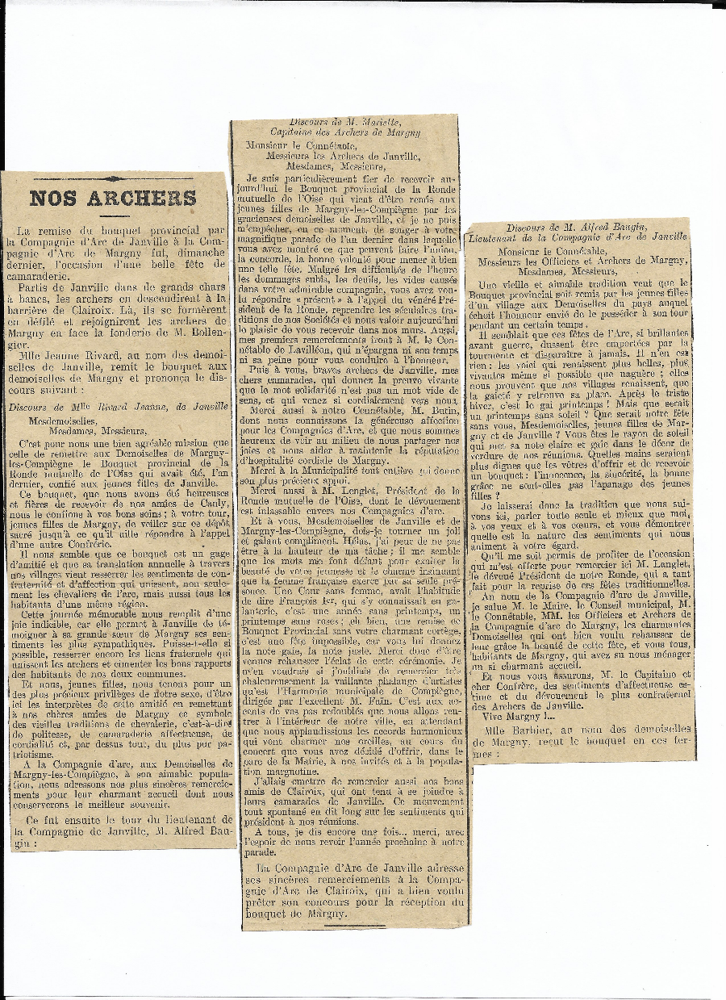 NOS ARCHERS
La remise du bouquet provincial par
la Compagnie d'Arc de Janville à la Com-
pagnie d'Arc de Margny fut, dimanche
dernier, l'occasion d'une belle fête de
camaraderie.
Partis de Janville dans de grands chars
à bancs, les archers en descendirent à la
barrière de Clairoix. Là, ils se formèrent
en défilé et rejoignirent les archers de
Margny en face la fonderie de M. Bollen-
gier.
Mlle Jeanne Rivard, au nom des demoi-
selles de Janville, remit le bouquet aux
demoiselles de Margny et prononça le dis-
cours suivant :
Discours de Mlle Rivard Jeanne, de Janville
Mesdemoiselles,
Mesdames, Messieurs,
C'est pour nous une bien agréable mission que
celle de remettre aux Demoiselles de Margny-
les-Compiègne le Bouquet provincial de la
Ronde mutuelle de l'Oise qui avait été, l'an
dernier, confié aux jeunes filles de Janville.
Ce bouquet, que nous avons été heureuses
et fières de recevoir de nos amies de Canly,
nous le confions à vos bons soins ; à votre tour,
jeunes filles de Margny, de veiller sur ce dépôt
sacré jusqu'à ce qu'il aille répondre à l'appel
d'une autre Confrérie.
Il nous semble que ce bouquet est un gage
d'amitié et que sa translation annuelle à travers
nos villages vient resserrer les sentiments de con-
fraternité et d'affection qui unissent, non seule-
ment les chevaliers de l'arc, mais aussi tous les
habitants d'une même région.
Cette journée mémorable nous remplit d'une
joie indicible, car elle permet à Janville de té-
moigner à sa grande sœur de Margny ses sen-
timents les plus sympathiques. Puisse-t-elle si
possible, resserrer encore les liens fraternels qui
unissent les archers et cimenter les bons rapports
des habitants de nos deux communes.
Et nous, jeunes filles, nous tenons pour un
des plus précieux privilèges de notre sexe, d'être
ici les interprètes de cette amitié en remettant
à nos chères amies de Margny ce symbole
des vieilles traditions de chevalerie, c'est-à-dire
de politesse, de camaraderie affectueuse, de
cordialité et, par dessus tout, du plus pur pa-
triotisme.
A la Compagnie d'arc, aux Demoiselles de
Margny-les-Compiègne, à son aimable popula-
tion, nous adressons nos plus sincères remercie-
ments pour leur charmant accueil dont nous
conserverons le meilleur souvenir.
Ce fut ensuite le tour du lieutenant de
la Compagnie de Janville, M. Alfred Bau-
gin :
Discours de M. Marielle,
Capitaine des Archers de Margny
Monsieur le Connétable,
Messieurs les Archers de Janville,
Mesdames, Messieurs,
Je suis particulièrement fier de recevoir au-
jourd'hui le Bouquet provincial de la Ronde
mutuelle de l'Oise qui vient d'être remis aux
jeunes filles de Margny-les-Compiègne par les
gracieuses demoiselles de Janville, et je ne puis
m'empêcher, en ce moment, de songer à votre
magnifique parade de l'an dernier dans laquelle
vous avez montré ce que peuvent faire l'union,
la concorde, la bonne volonté pour mener à bien
une telle fête. Malgré les difficultés de l'heure
les dommages subis, les deuils, les vides causés
dans votre admirable compagnie, vous avez vou-
lu répondre « présent » à l'appel du vénéré Pré-
sident de la Ronde, reprendre les séculaires tra-
ditions de nos Sociétés et nous valoir aujourd'hui
le plaisir de vous recevoir dans nos murs. Aussi,
mes premiers remerciements iront à M. le Con-
nétable de Lavilléon, qui n'épargna ni son temps
ni sa peine pour vous conduire à l'honneur.
Puis à vous, braves archers de Janville, mes
chers camarades, qui donnez la preuve vivante
que la mot solidarité n'est pas un mot vide de
sens, et qui venez si cordialement vers nous.
Merci aussi à notre Connétable, M. Butin,
dont nous connaissons la généreuse affection
pour les Compagnies d'Arc, et que nous sommes
heureux de voir au milieu de nous partager nos
joies et nous aider à maintenir la réputation
d'hospitalité cordiale de Margny.
Merci à la Municipalité tout entière qui donne
son plus précieux appui.
Merci aussi à M. Lenglet, Président de la
Ronde mutuelle de l'Oise, dont le dévouement
est inlassable envers nos Compagnies d'arc.
Et à vous, Mesdemoiselles de Janville et de
Margny-les-Compiègne, dois-je tourner un joli
et galant compliment. Hélas, j'ai peur de ne pas
être à la hauteur de ma tâche ; il me semble
que les mots me font défaut pour exalter la
beauté de votre jeunesse et le charme insinuant
que la femme française exerce par sa seule pré-
sence. Une Cour sans femme, avait l'habitude
de dire François Ier, qui s'y connaissait en ga-
lanterie, c'est une année sans printemps, un
printemps sans roses ; eh bien, une remise de
Bouquet Provincial sans votre charmant cortège,
c'est une fête impossible, car vous lui donnez
la note gaie, la note juste. Merci donc d'être
venues rehausser l'éclat de cette cérémonie. Je
m'en voudrais si j'oubliais de remercier très
chaleureusement la vaillante phalange d'artistes
qu'est l'Harmonie municipale de Compiègne,
dirigée par l'excellent M. Faïn. C'est aux ac-
cents de vos pas redoublés que nous allons ren-
trer à l'intérieur de notre ville, en attendant
que nous applaudissions les accords harmonieux
qui vont charmer nos oreilles, au cours du
concert que vous avez décidé d'offrir, dans le
parc de la Mairie, à nos invités et à la popula-
tion margnotine.
J'allais omettre de remercier aussi nos bons
amis de Clairoix, qui ont tenu à se joindre à
leurs camarades de Janville. Ce mouvement
tout spontané en dit long sur les sentiments qui
président à nos réunions.
A tous, je dis encore une fois... merci, avec
l'espoir de nous revoir l'année prochaine à notre
parade.
La Compagnie d'Arc de Janville adresse
ses sincères remerciements à la Compa-
gnie d'Arc de Clairoix, qui a bien voulu
prêter son concours pour la réception du
bouquet de Margny.
Discours de M. Alfred Baugin,
Lieutenant de la Compagnie d'Arc de Janville
Monsieur le Connétable,
Messieurs les Officiers et Archers de Margny,
Mesdames, Messieurs,
Une vieille et aimable tradition veut que le
Bouquet provincial soit remis par les jeunes filles
d'un village aux Demoiselles du pays auquel
échoit l'honneur envié de le posséder à son tour
pendant un certain temps.
Il semblait que ces fêtes de l'Arc, si brillantes
avant guerre, dussent être emportées par la
tourmente et disparaître à jamais. Il n'en est
rien : les voici qui renaissent plus belles, plus
vivantes même si possible que naguère ; elles
nous prouvent que nos villages renaissent, que
la gaieté y retrouve sa place. Après le triste
hiver, c'est le gai printemps ! Mais que serait
un printemps sans soleil ? Que serait notre fête
sans vous, Mesdemoiselles, jeunes filles de Mar-
gny et de Janville ? Vous êtes le rayon de soleil
qui met sa note claire et gaie dans le décor de
verdure de nos réunions. Quelles mains seraient
plus dignes que les vôtres d'offrir et de recevoir
un bouquet : l'innocence, la sincérité, la bonne
grâce ne sont-elles pas l'apanage des jeunes
filles ?
Je laisserai donc la tradition que nous sui-
vons ici, parler toute seule et mieux que moi,
à vos yeux et à vos cœurs, et vous démontrer
quelle est la nature des sentiments qui nous
animent à votre égard.
Qu'il me soit permis de profiter de l'occasion
qui m'est offerte pour remercier ici M. Langlet,
le dévoué Président de notre Ronde, qui a tant
fait pour la reprise de ces fêtes traditionnelles.
Au nom de la Compagnie d'arc de Janville,
je salue M. le Maire, le Conseil municipal, M.
le Connétable, MM. les Officiers et Archers de
la Compagnie d'arc de Margny, les charmantes
Demoiselles qui ont bien voulu rehausser de
leur grâce la beauté de cette fête, et vous tous,
habitants de Margny, qui avez su nous ménager
un si charmant accueil.
Et nous vous assurons, M. le Capitaine et
cher Confrère, des sentiments d'affectueuse es-
time et du dévouement le plus confraternel
des Archers de Janville.
Vive Margny !...
Mlle Barbier, au nom des demoiselles
de Margny, reçut le bouquet en ces ter-
mes :